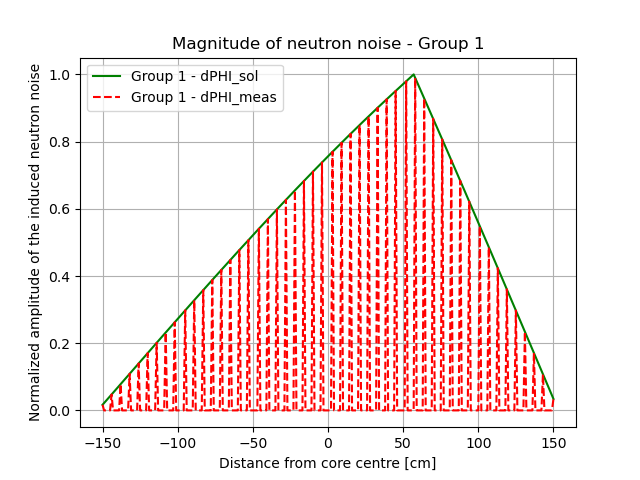 Magnitude of neutron noise - Group 1
Group 1 - dPHI_sol
Group 1 - dPHI_meas
Normalized amplitude of the induced neutron noise
1.0
0.8
0.6
0.4
0.2
0.0
−150 −100 −50 0 50 100 150
Distance from core centre [cm]